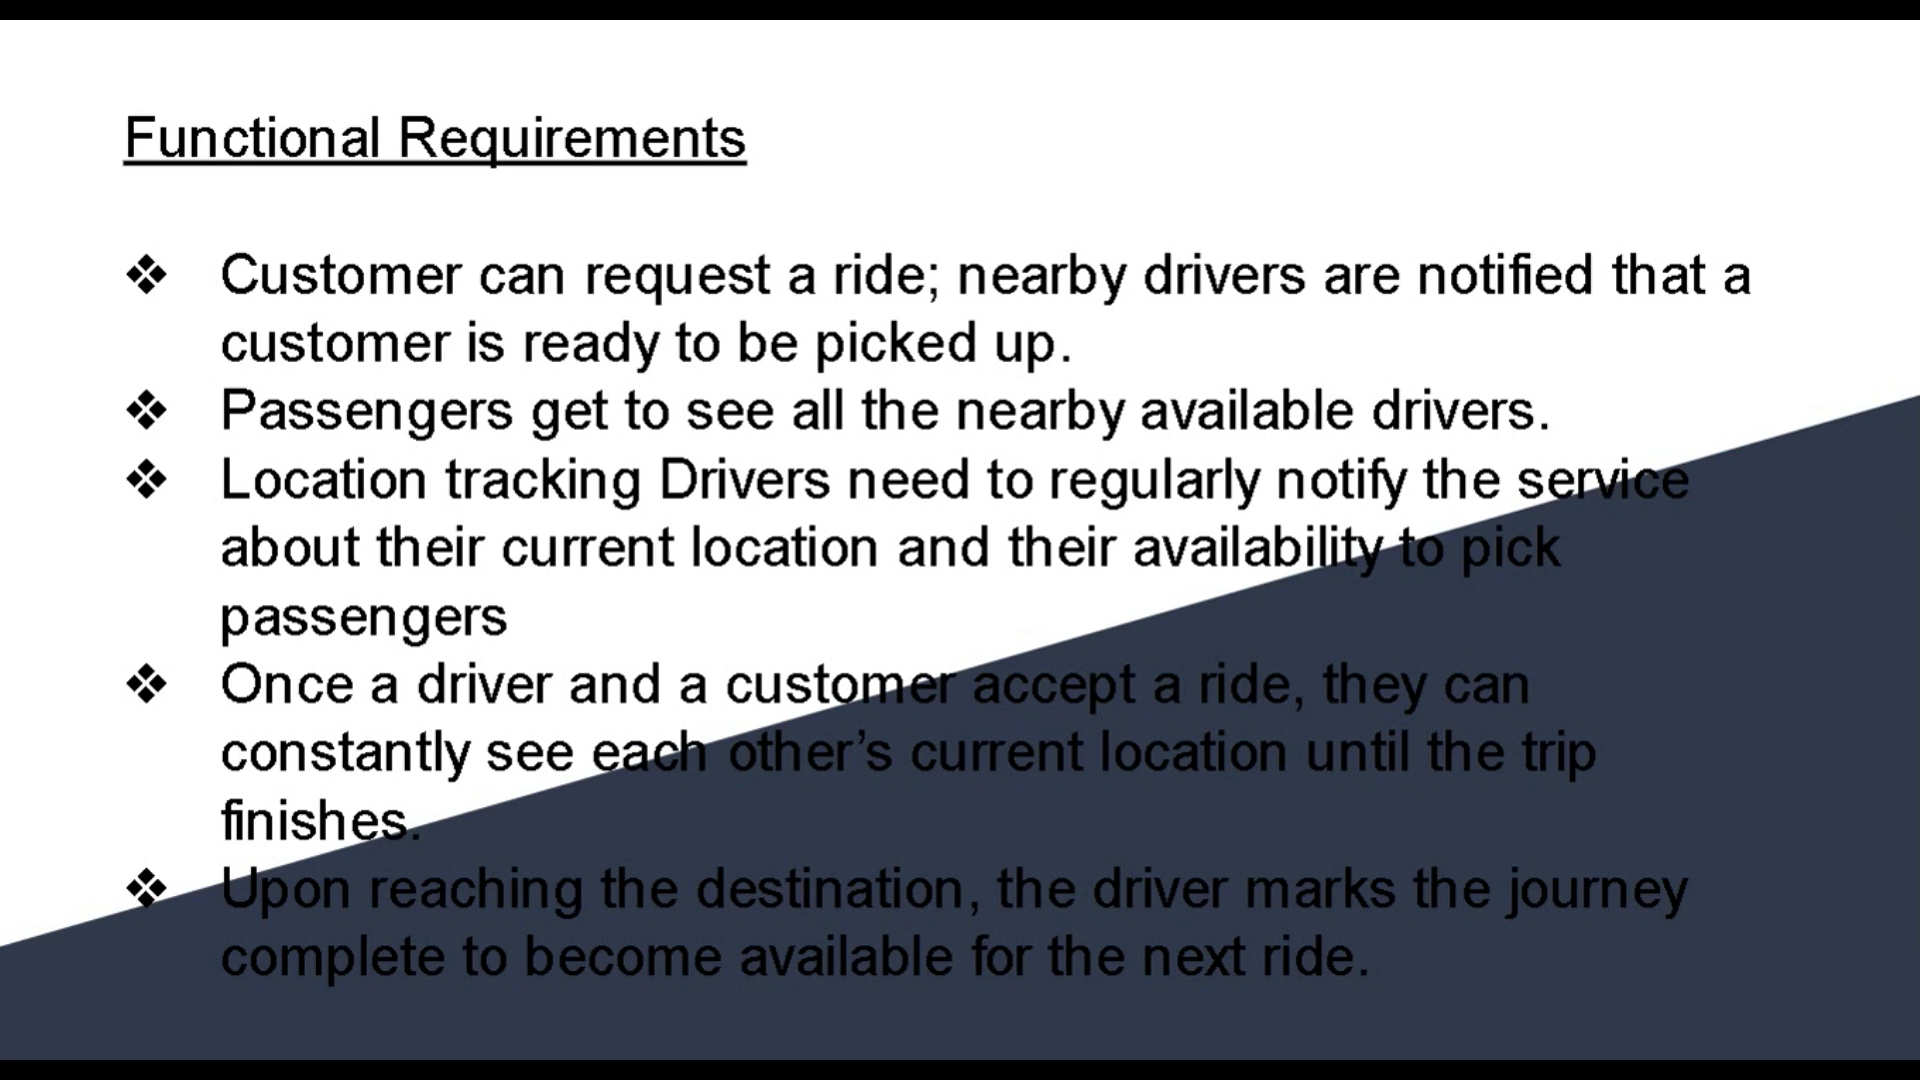 Functional Requirements
❖ Customer can request a ride; nearby drivers are notified that a
customer is ready to be picked up.
❖ Passengers get to see all the nearby available drivers.
❖ Location tracking Drivers need to regularly notify the service
about their current location and their availability to pick
passengers
❖ Once a driver and a customer accept a ride, they can
constantly see each other’s current location until the trip
finishes.
❖ Upon reaching the destination, the driver marks the journey
complete to become available for the next ride.